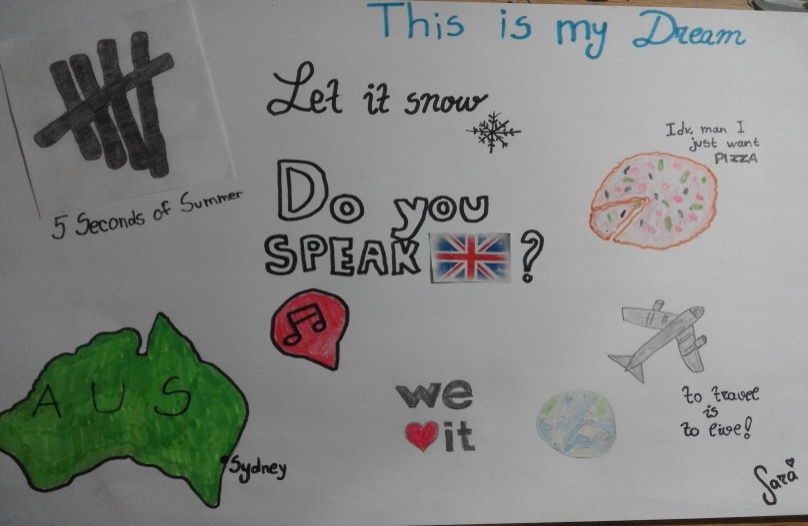 This is my Dream
Let it snow
5 Seconds of Summer
Idk, man I
just want
PIZZA
Do you
SPEAK ?
AUS
Sydney
we
it
to travel
is
to live!
Sara